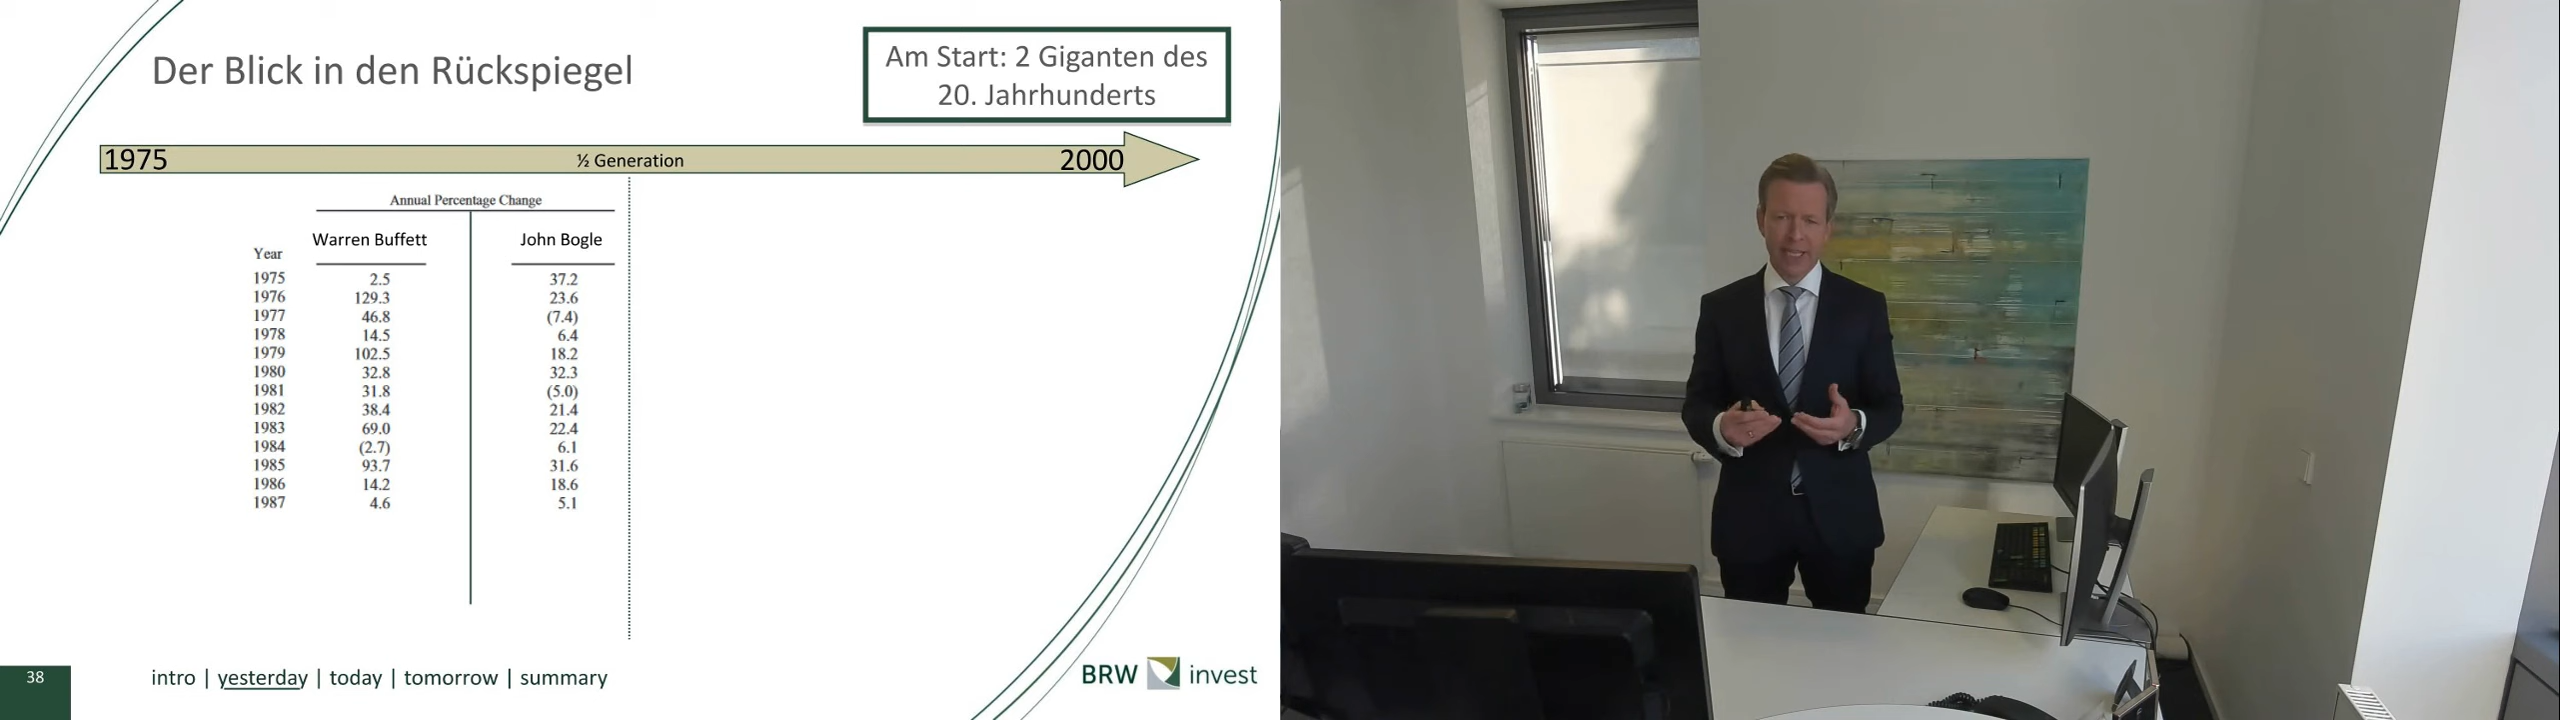 Der Blick in den Rückspiegel
Am Start: 2 Giganten des
20. Jahrhunderts
1975 ½ Generation 2000
Annual Percentage Change
Warren Buffett John Bogle
Year
1975 2.5 37.2
1976 129.3 23.6
1977 46.8 (7.4)
1978 14.5 6.4
1979 102.5 18.2
1980 32.8 32.3
1981 31.8 (5.0)
1982 38.4 21.4
1983 69.0 22.4
1984 (2.7) 6.1
1985 93.7 31.6
1986 14.2 18.6
1987 4.6 5.1
38 intro | yesterday | today | tomorrow | summary
BRW invest